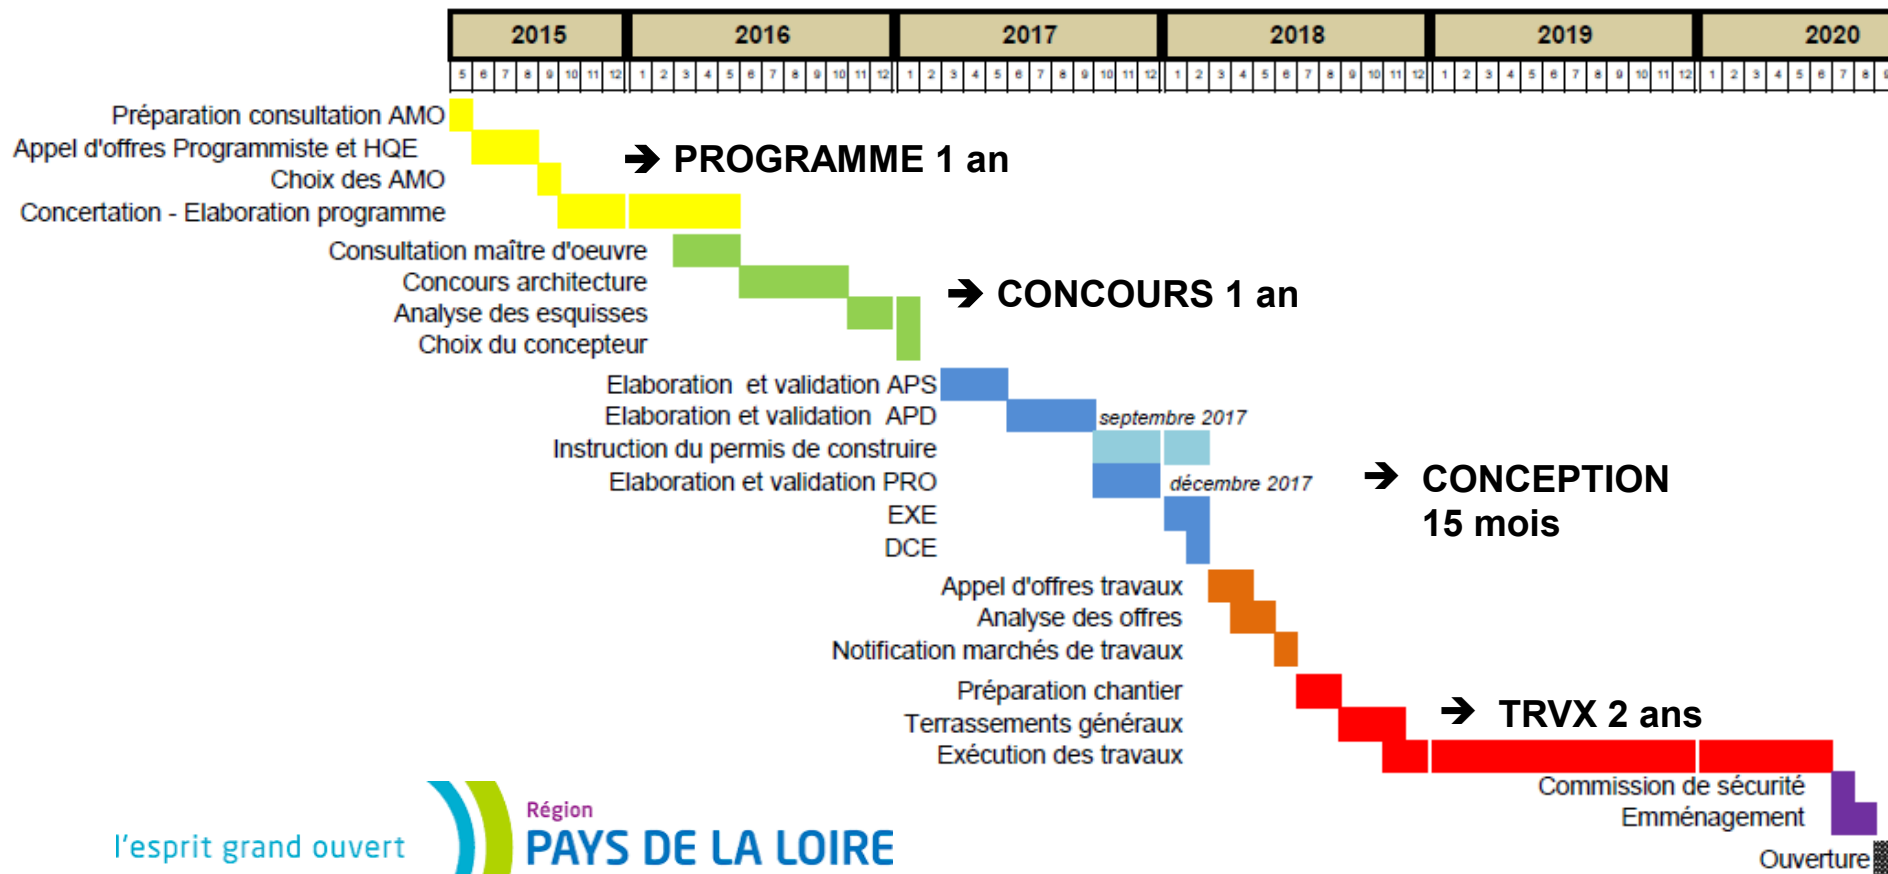 2015 2016 2017 2018 2019 2020
5 6 7 8 9 10 11 12 1 2 3 4 5 6 7 8 9 10 11 12 1 2 3 4 5 6 7 8 9 10 11 12 1 2 3 4 5 6 7 8 9 10 11 12 1 2 3 4 5 6 7 8 9 10 11 12 1 2 3 4 5 6 7 8 9
Préparation consultation AMO
Appel d'offres Programmiste et HQE
➔ PROGRAMME 1 an
Choix des AMO
Concertation - Elaboration programme
Consultation maître d'oeuvre
Concours architecture
➔ CONCOURS 1 an
Analyse des esquisses
Choix du concepteur
Elaboration et validation APS
Elaboration et validation APD septembre 2017
Instruction du permis de construire
Elaboration et validation PRO décembre 2017
➔ CONCEPTION
15 mois
EXE
DCE
Appel d'offres travaux
Analyse des offres
Notification marchés de travaux
Préparation chantier
➔ TRVX 2 ans
Terrassements généraux
Exécution des travaux
Commission de sécurité
Emménagement
Ouverture
l'esprit grand ouvert
Région
PAYS DE LA LOIRE